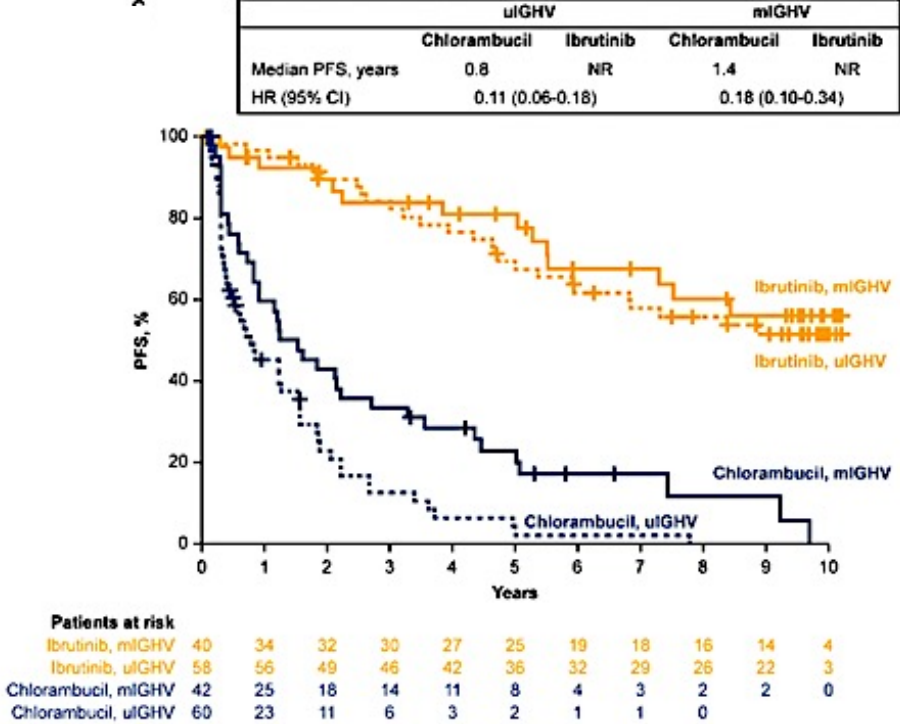 uIGHV mIGHV
Chlorambucil Ibrutinib Chlorambucil Ibrutinib
Median PFS, years 0.8 NR 1.4 NR
HR (95% CI) 0.11 (0.06-0.18) 0.18 (0.10-0.34)
100
80
60
40
20
0
PFS, %
Ibrutinib, mIGHV
Ibrutinib, uIGHV
Chlorambucil, mIGHV
Chlorambucil, uIGHV
0 1 2 3 4 5 6 7 8 9 10
Years
Patients at risk
Ibrutinib, mIGHV 40 34 32 30 27 25 19 18 16 14 4
Ibrutinib, uIGHV 58 56 49 46 42 36 32 29 26 22 3
Chlorambucil, mIGHV 42 25 18 14 11 8 4 3 2 2 0
Chlorambucil, uIGHV 60 23 11 6 3 2 1 1 0